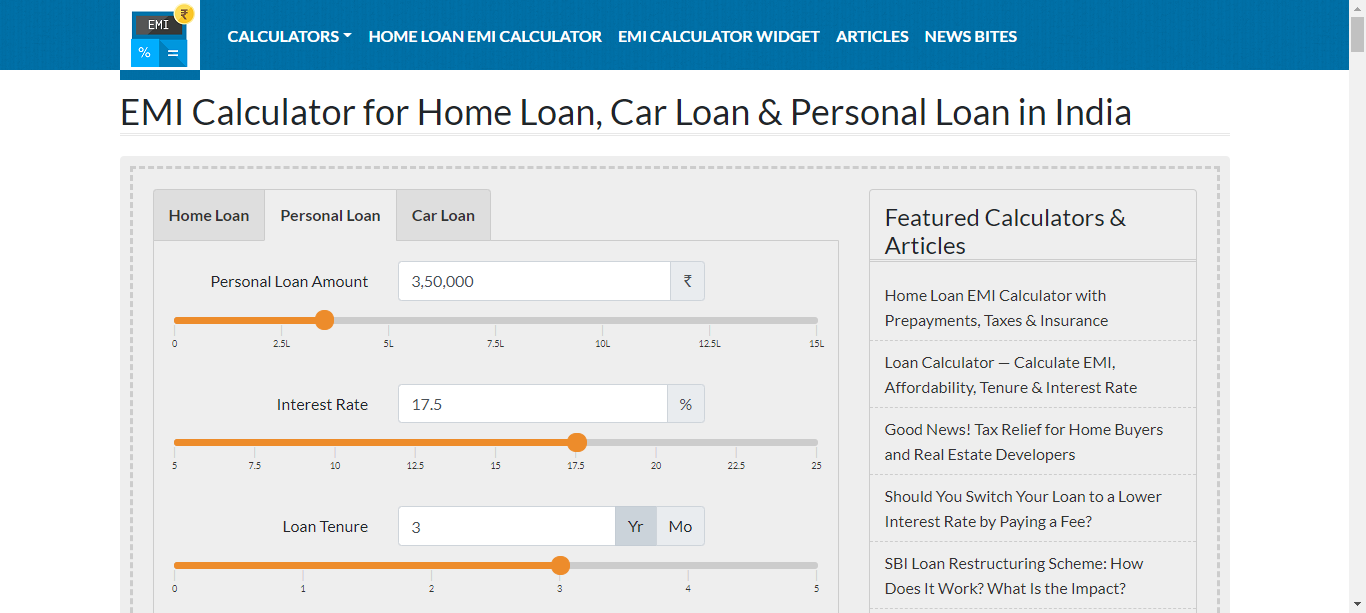 EMI ₹
% =
CALCULATORS HOME LOAN EMI CALCULATOR EMI CALCULATOR WIDGET ARTICLES NEWS BITES
EMI Calculator for Home Loan, Car Loan & Personal Loan in India
Home Loan Personal Loan Car Loan
Personal Loan Amount 3,50,000 ₹
0 2.5L 5L 7.5L 10L 12.5L 15L
Interest Rate 17.5 %
5 7.5 10 12.5 15 17.5 20 22.5 25
Loan Tenure 3 Yr Mo
0 1 2 3 4 5
Featured Calculators &
Articles
Home Loan EMI Calculator with
Prepayments, Taxes & Insurance
Loan Calculator — Calculate EMI,
Affordability, Tenure & Interest Rate
Good News! Tax Relief for Home Buyers
and Real Estate Developers
Should You Switch Your Loan to a Lower
Interest Rate by Paying a Fee?
SBI Loan Restructuring Scheme: How
Does It Work? What Is the Impact?